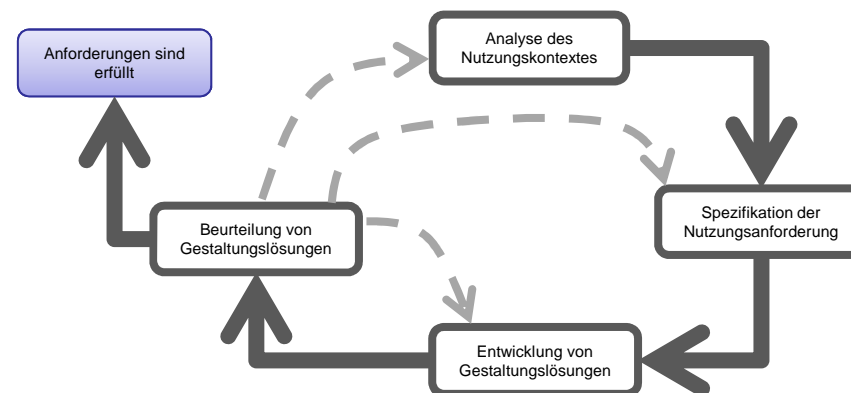 Anforderungen sind
erfüllt
Analyse des
Nutzungskontextes
Spezifikation der
Nutzungsanforderung
Beurteilung von
Gestaltungslösungen
Entwicklung von
Gestaltungslösungen